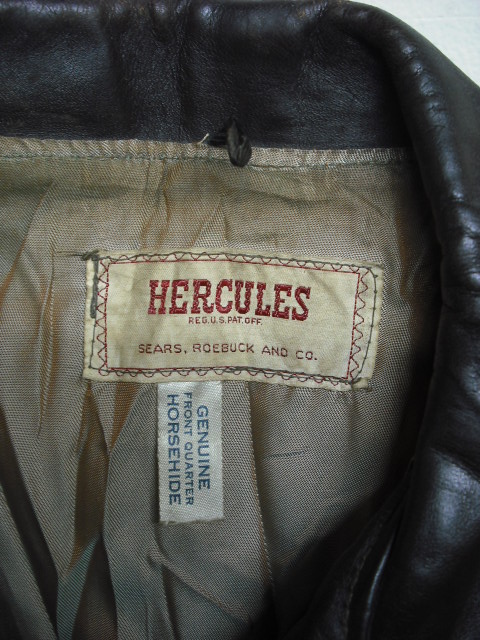 HERCULES
REG.U.S.PAT.OFF.
SEARS, ROEBUCK AND CO.
GENUINE
FRONT QUARTER
HORSEHIDE